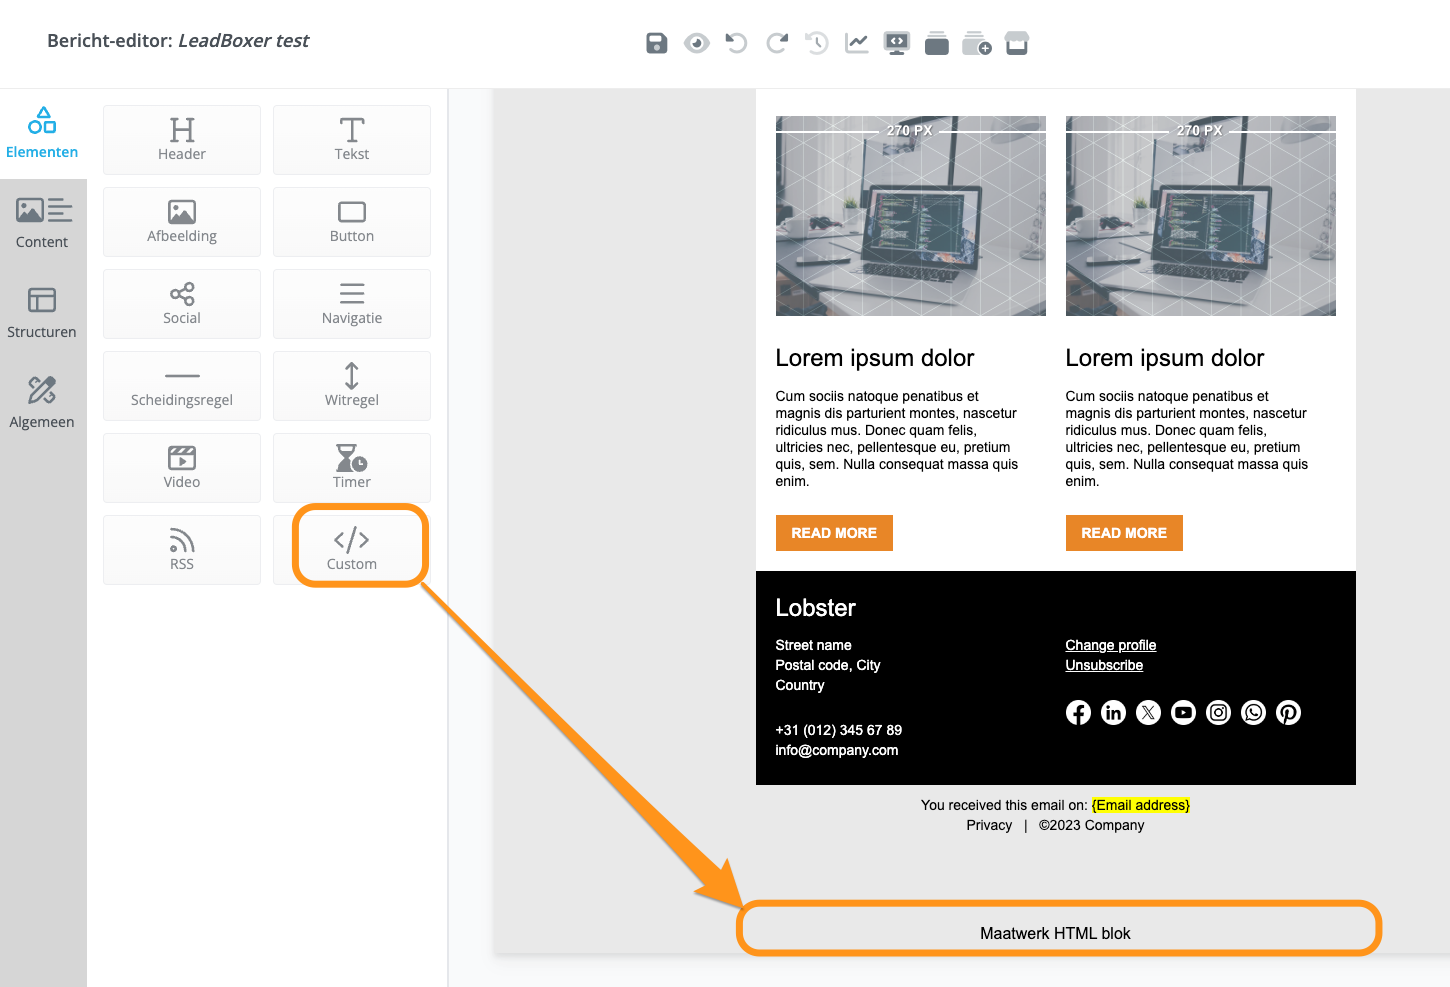 Bericht-editor: LeadBoxer test
Elementen
Content
Structuren
Algemeen
Header
Tekst
Afbeelding
Button
Social
Navigatie
Scheidingsregel
Witregel
Video
Timer
RSS
Custom
270 PX
270 PX
Lorem ipsum dolor
Cum sociis natoque penatibus et
magnis dis parturient montes, nascetur
ridiculus mus. Donec quam felis,
ultricies nec, pellentesque eu, pretium
quis, sem. Nulla consequat massa quis
enim.
READ MORE
Lorem ipsum dolor
Cum sociis natoque penatibus et
magnis dis parturient montes, nascetur
ridiculus mus. Donec quam felis,
ultricies nec, pellentesque eu, pretium
quis, sem. Nulla consequat massa quis
enim.
READ MORE
Lobster
Street name
Postal code, City
Country
+31 (012) 345 67 89
info@company.com
Change profile
Unsubscribe
You received this email on: {Email address}
Privacy | ©2023 Company
Maatwerk HTML blok